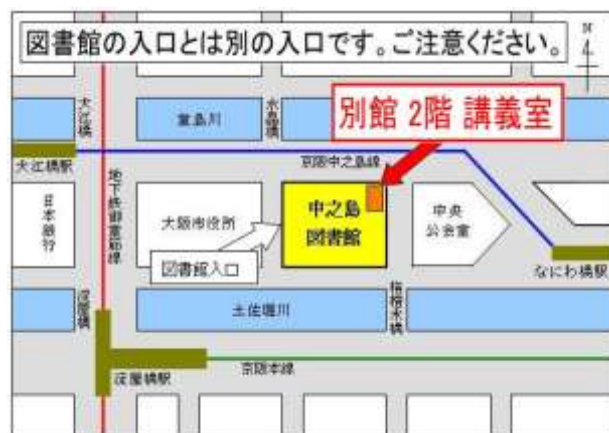 図書館の入口とは別の入口です。ご注意ください。
N
大江橋
堂島川
水晶橋
別館 2階 講義室
大江橋駅
京阪中之島線
地下鉄御堂筋線
日本銀行
大阪市役所
中之島
図書館
中央
公会堂
図書館入口
なにわ橋駅
淀屋橋
土佐堀川
栴檀木橋
淀屋橋駅
京阪本線